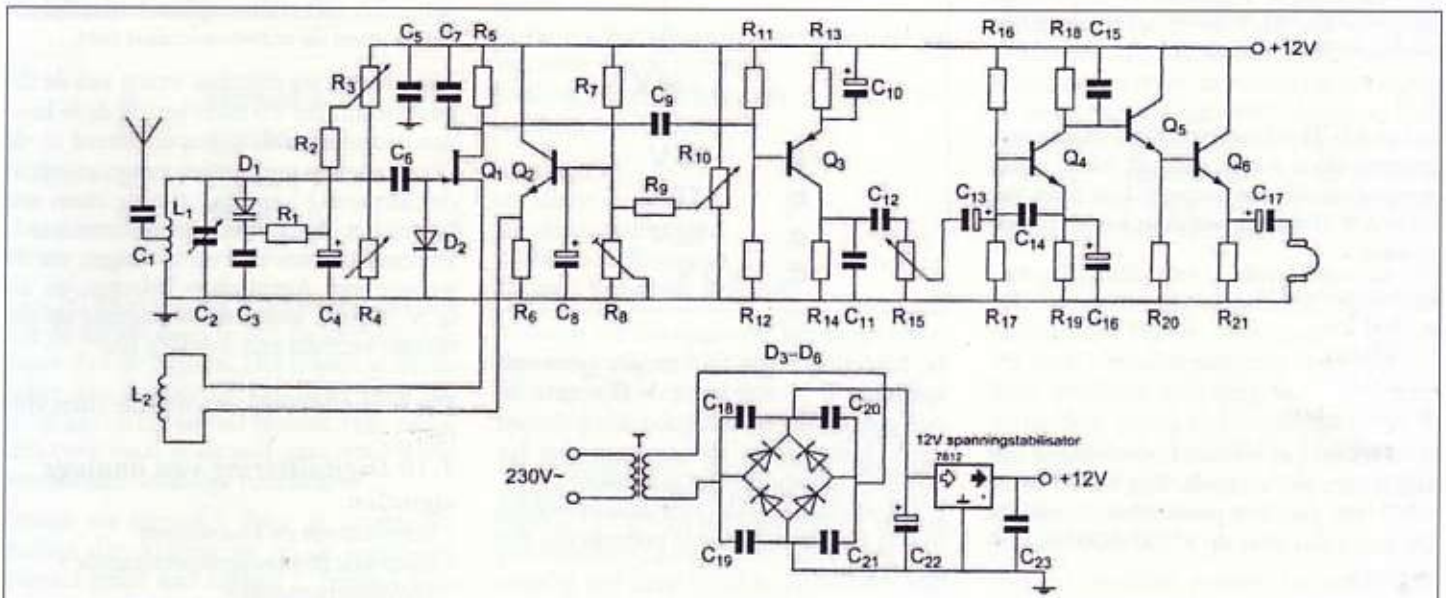 C5 C7 R5 R11 R13 R16 R18 C15
+12V
R3 R7 C9 C10
R2 Q5
D1 C6 Q1 Q2 R10 Q3 Q4 Q6
L1 R9 C12 C13 C17
C1 R1 D2 C14
C2 C3 C4 R4 R6 C8 R8 R12 R14 C11 R15 R17 R19 C16 R20 R21
D3–D6
L2 C18 C20
T 12V spanningstabilisator
7812
230V~ +12V
C19 C21 C22 C23